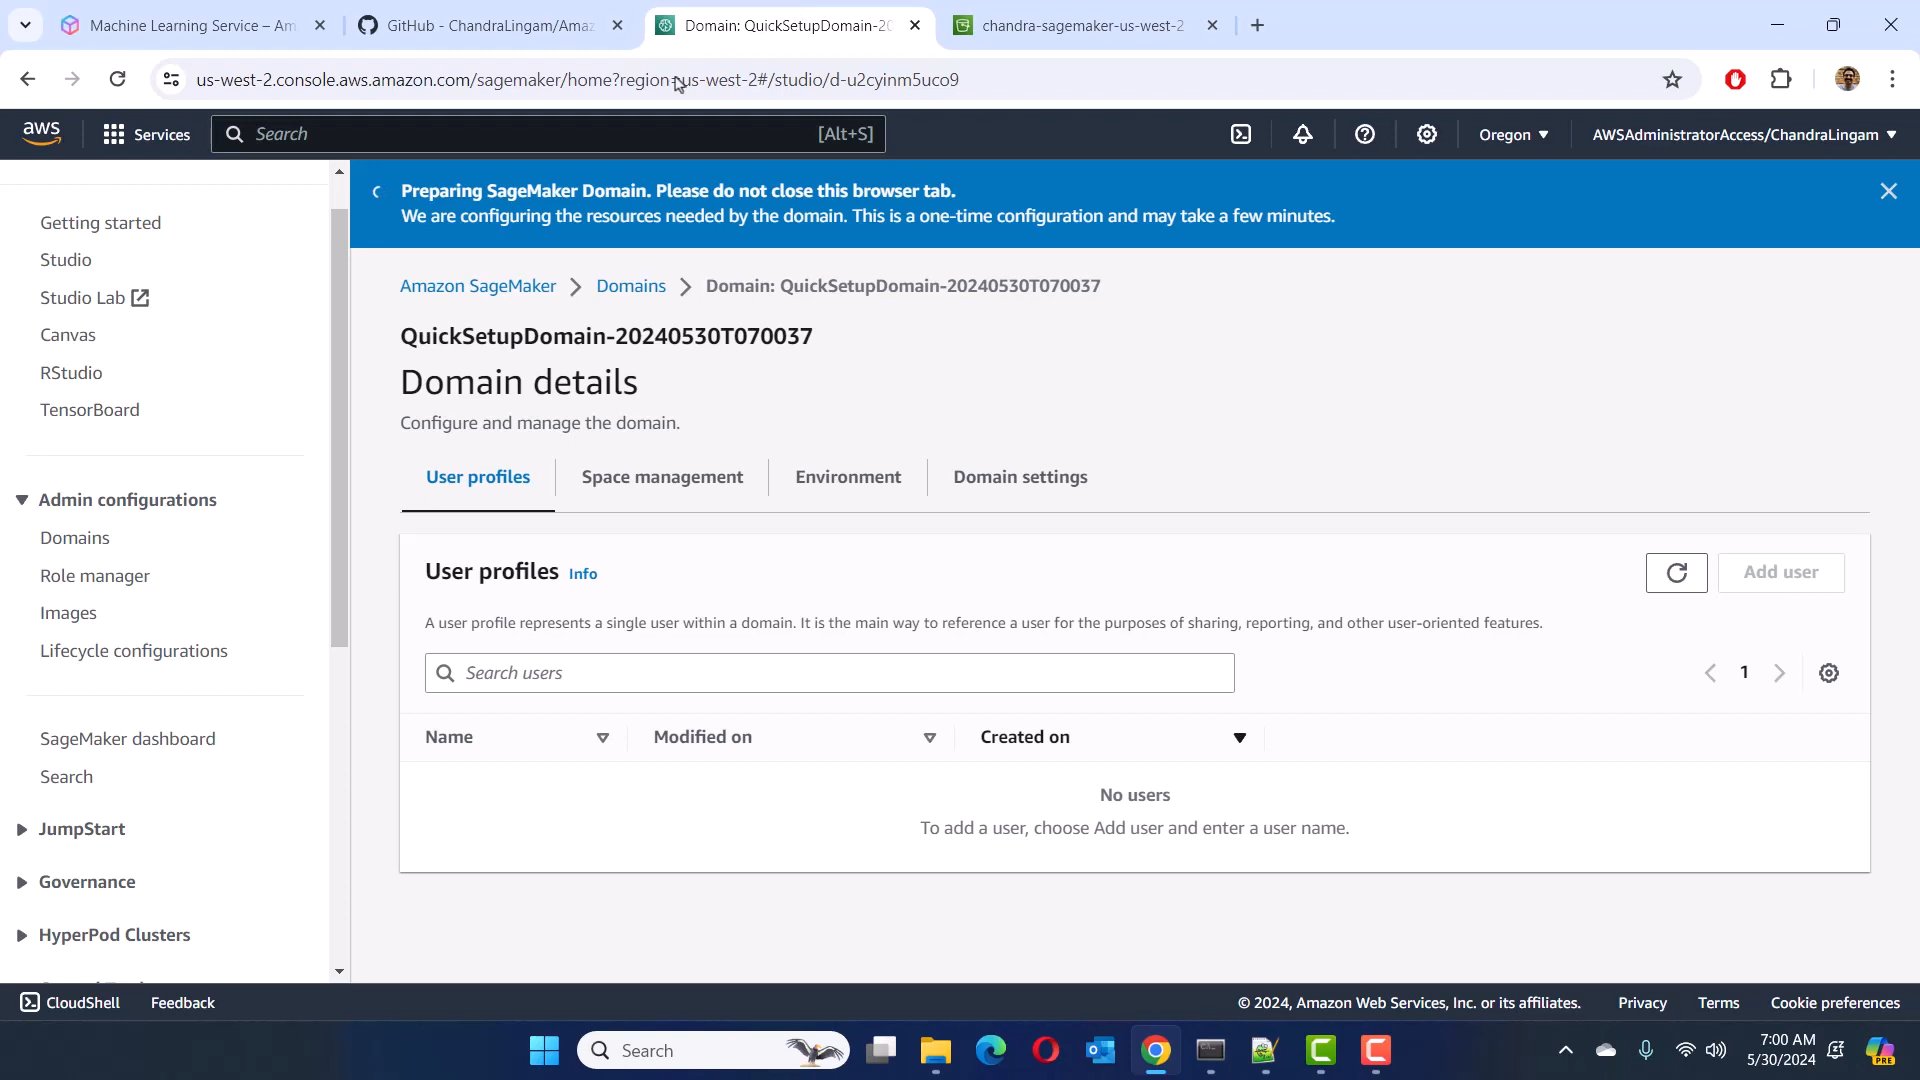 Machine Learning Service – Am
GitHub - ChandraLingam/Amaz
Domain: QuickSetupDomain-20
chandra-sagemaker-us-west-2
us-west-2.console.aws.amazon.com/sagemaker/home?region=us-west-2#/studio/d-u2cyinm5uco9
aws
Services
Search
[Alt+S]
Oregon
AWSAdministratorAccess/ChandraLingam
Getting started
Studio
Studio Lab
Canvas
RStudio
TensorBoard
Admin configurations
Domains
Role manager
Images
Lifecycle configurations
SageMaker dashboard
Search
JumpStart
Governance
HyperPod Clusters
Preparing SageMaker Domain. Please do not close this browser tab.
We are configuring the resources needed by the domain. This is a one-time configuration and may take a few minutes.
Amazon SageMaker
Domains
Domain: QuickSetupDomain-20240530T070037
QuickSetupDomain-20240530T070037
Domain details
Configure and manage the domain.
User profiles
Space management
Environment
Domain settings
User profiles Info
Add user
A user profile represents a single user within a domain. It is the main way to reference a user for the purposes of sharing, reporting, and other user-oriented features.
Search users
1
Name
Modified on
Created on
No users
To add a user, choose Add user and enter a user name.
CloudShell
Feedback
© 2024, Amazon Web Services, Inc. or its affiliates.
Privacy
Terms
Cookie preferences
Search
7:00 AM
5/30/2024
PRE